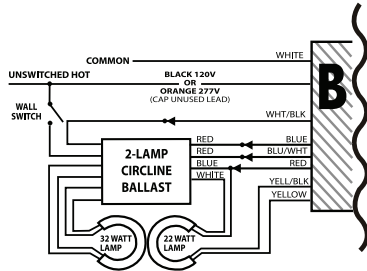 COMMON
WHITE
UNSWITCHED HOT
BLACK 120V
OR
ORANGE 277V
(CAP UNUSED LEAD)
B
WALL
SWITCH
WHT/BLK
2-LAMP
CIRCLINE
BALLAST
RED
BLUE
RED
BLU/WHT
BLUE
RED
WHITE
YELL/BLK
YELLOW
32 WATT
LAMP
22 WATT
LAMP